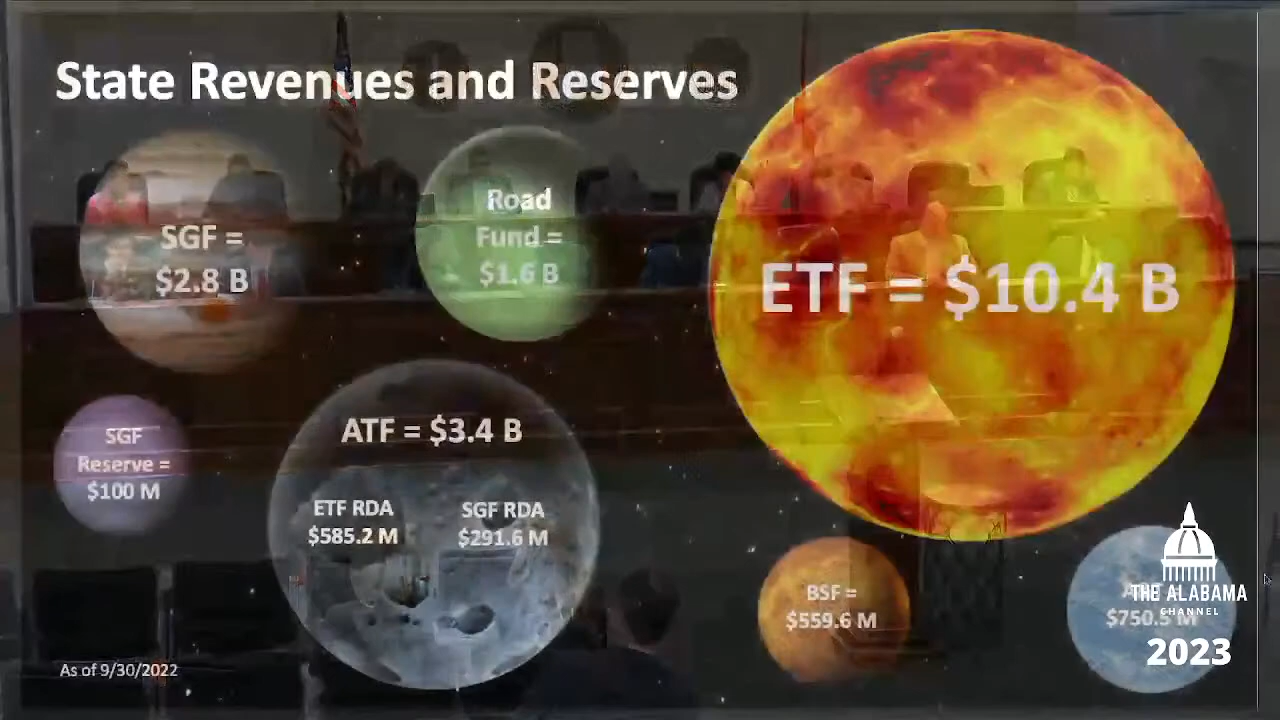 State Revenues and Reserves
SGF =
$2.8 B
Road
Fund =
$1.6 B
ETF = $10.4 B
SGF
Reserve =
$100 M
ATF = $3.4 B
ETF RDA
$585.2 M
SGF RDA
$291.6 M
BSF =
$559.6 M
$750.5 M
THE ALABAMA
CHANNEL
2023
As of 9/30/2022